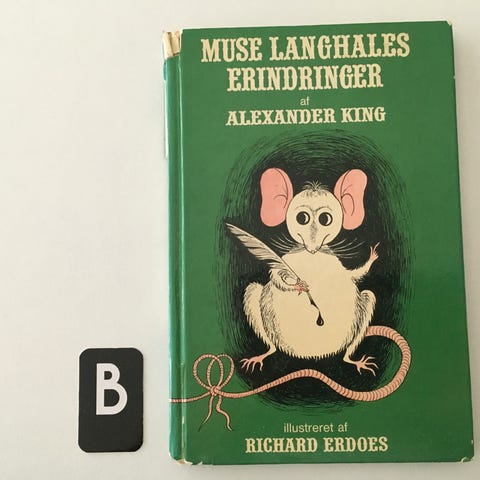 MUSE LANGHALES
ERINDRINGER
af
ALEXANDER KING
B
illustreret af
RICHARD ERDOES